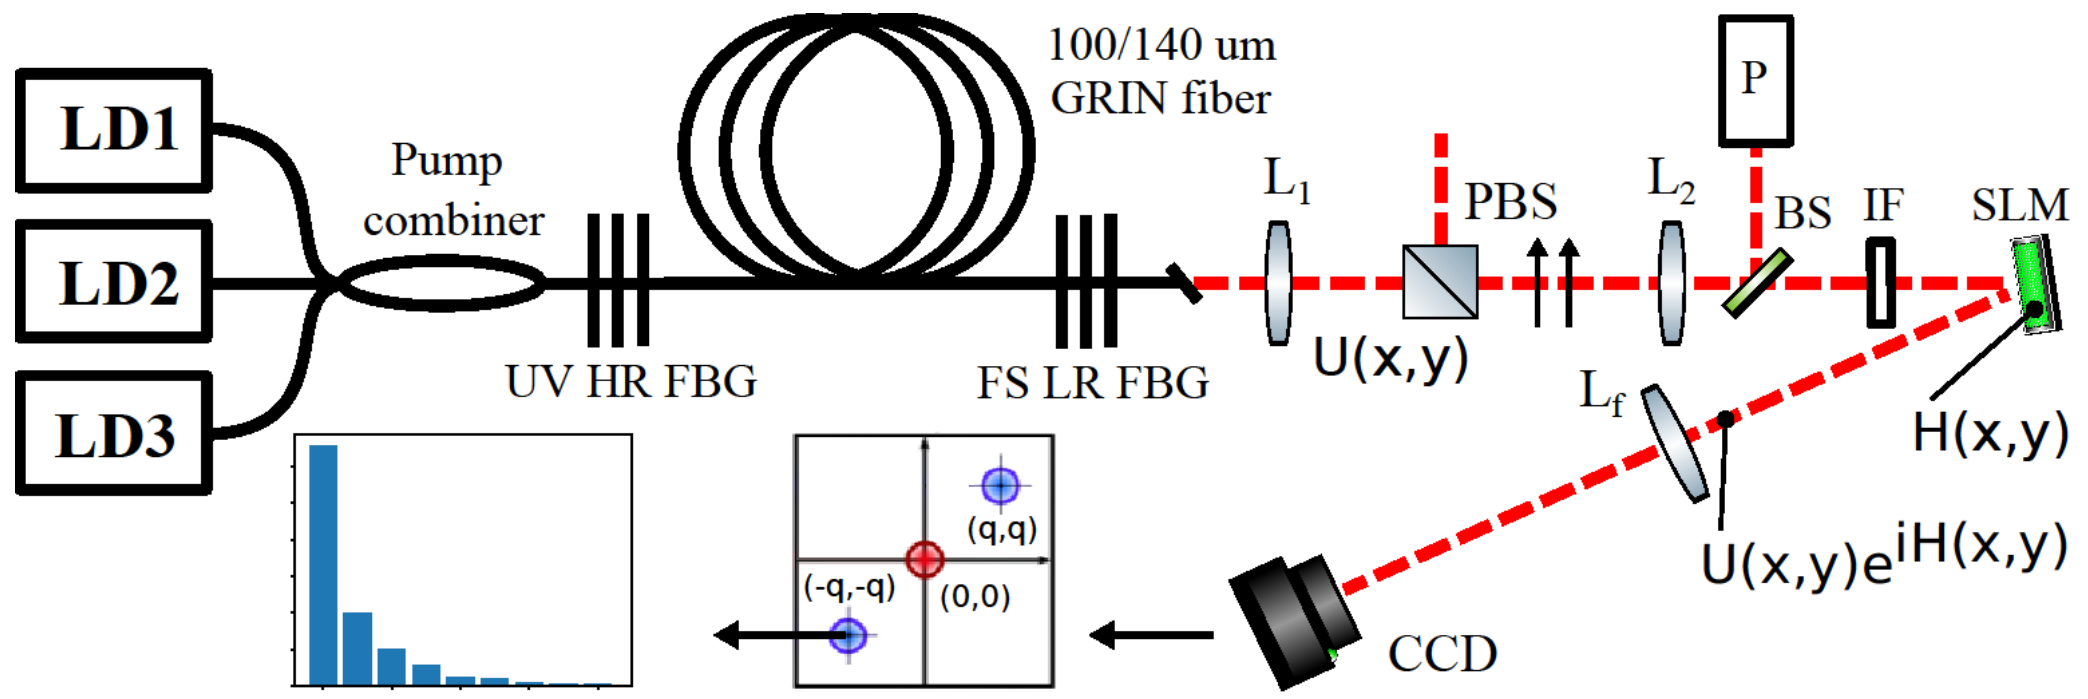 LD1
LD2
LD3
Pump
combiner
UV HR FBG
100/140 um
GRIN fiber
FS LR FBG
L1
PBS
U(x,y)
L2
P
BS
IF
SLM
H(x,y)
Lf
U(x,y)e^iH(x,y)
CCD
(q,q)
(-q,-q)
(0,0)